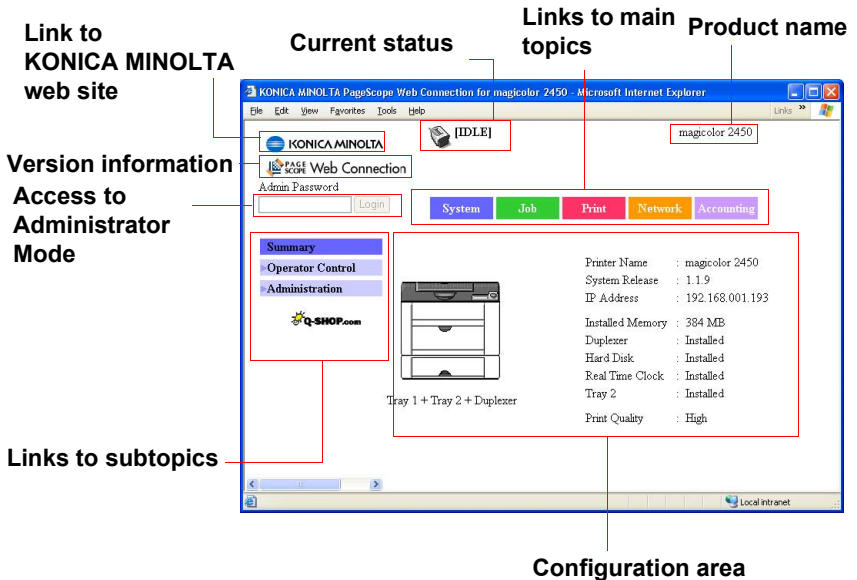 Link to
KONICA MINOLTA
web site
Current status
Links to main
topics
Product name
KONICA MINOLTA PageScope Web Connection for magicolor 2450 - Microsoft Internet Explorer
File Edit View Favorites Tools Help
Links »
KONICA MINOLTA
[IDLE]
magicolor 2450
Version information
PAGE SCOPE Web Connection
Access to
Administrator
Mode
Admin Password
Login
System Job Print Network Accounting
Summary
Operator Control
Administration
Q-SHOP.com
Tray 1 + Tray 2 + Duplexer
Printer Name : magicolor 2450
System Release : 1.1.9
IP Address : 192.168.001.193
Installed Memory : 384 MB
Duplexer : Installed
Hard Disk : Installed
Real Time Clock : Installed
Tray 2 : Installed
Print Quality : High
Links to subtopics
Local intranet
Configuration area